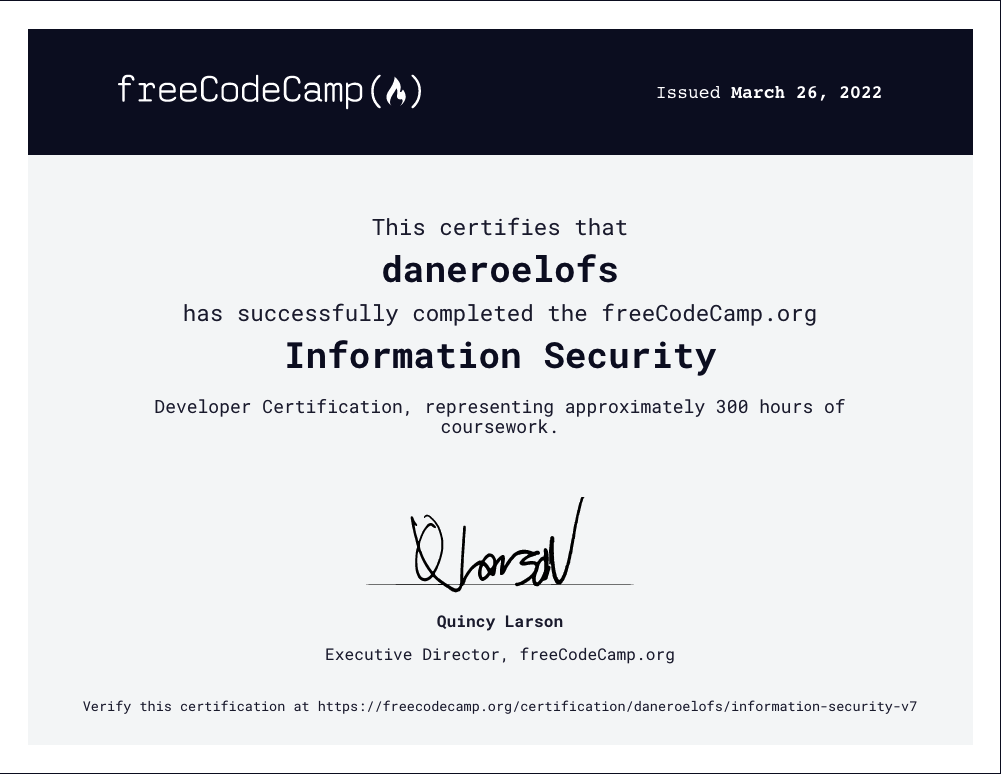 freeCodeCamp(🔥)
Issued March 26, 2022
This certifies that
daneroelofs
has successfully completed the freeCodeCamp.org
Information Security
Developer Certification, representing approximately 300 hours of
coursework.
QLarson
Quincy Larson
Executive Director, freeCodeCamp.org
Verify this certification at https://freecodecamp.org/certification/daneroelofs/information-security-v7